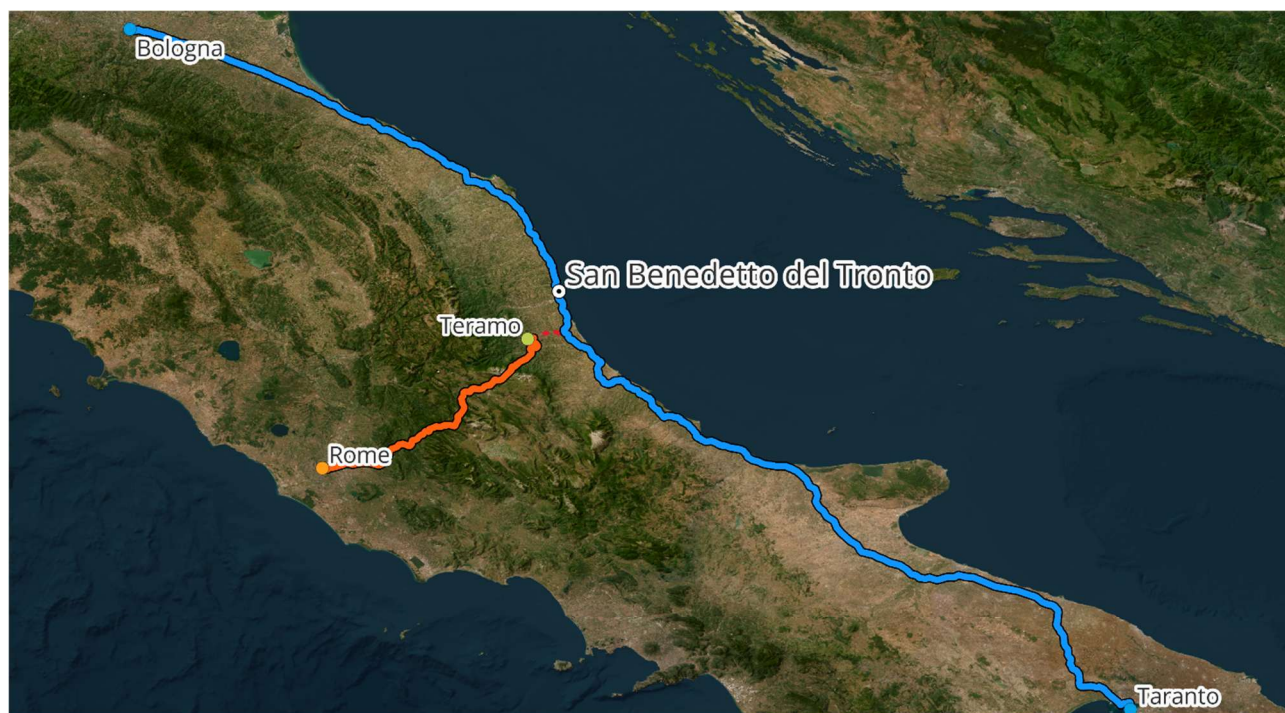 Bologna
San Benedetto del Tronto
Teramo
Rome
Taranto